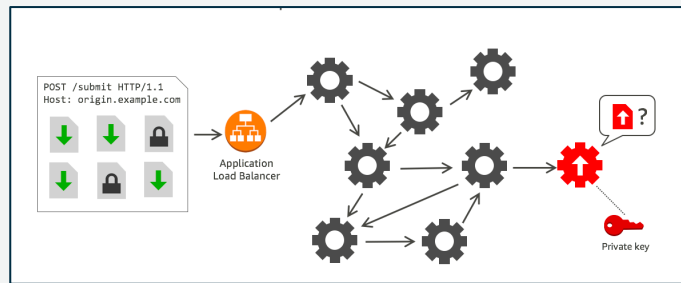 POST /submit HTTP/1.1
Host: origin.example.com
Application
Load Balancer
?
Private key